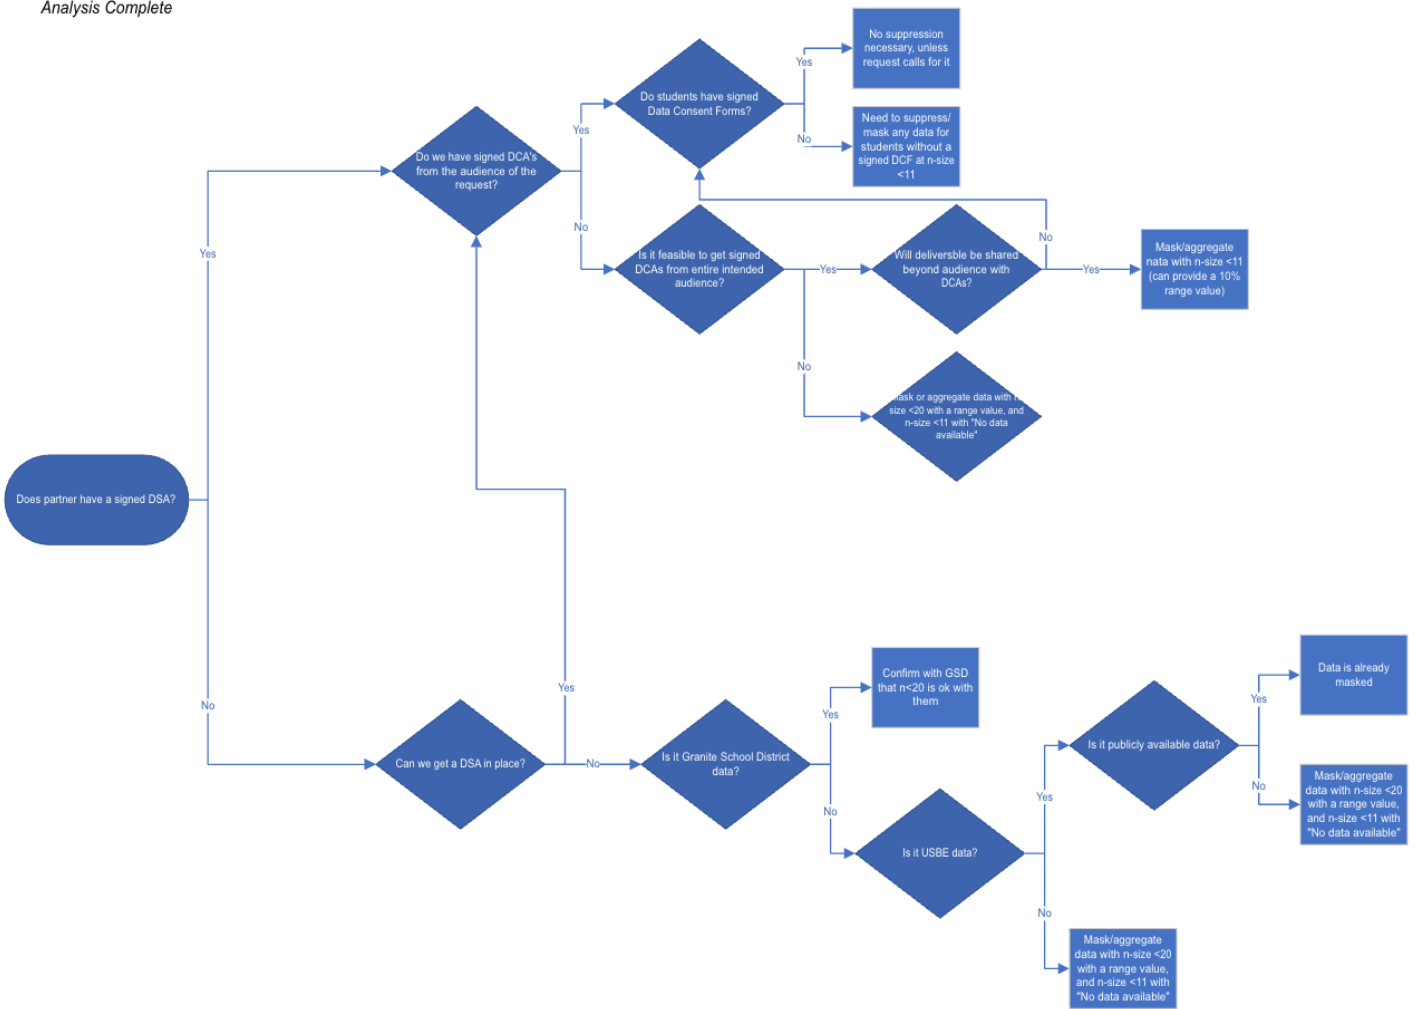 Analysis Complete
No suppression
necessary, unless
request calls for it
Yes
Do students have signed
Data Consent Forms?
No
Need to suppress/
mask any data for
students without a
signed DCF at n-size
<11
Yes
Do we have signed DCA's
from the audience of the
request?
No
Is it feasible to get signed
DCAs from entire intended
audience?
Yes
Will deliversble be shared
beyond audience with
DCAs?
No
Yes
Mask/aggregate
nata with n-size <11
(can provide a 10%
range value)
Yes
No
ask or aggregate data with n
size <20 with a range value, and
n-size <11 with "No data
available"
Does partner have a signed DSA?
No
Can we get a DSA in place?
Yes
No
Is it Granite School District
data?
Yes
Confirm with GSD
that n<20 is ok with
them
No
Is it USBE data?
Yes
Is it publicly available data?
Yes
Data is already
masked
No
Mask/aggregate
data with n-size <20
with a range value,
and n-size <11 with
"No data available"
No
Mask/aggregate
data with n-size <20
with a range value,
and n-size <11 with
"No data available"